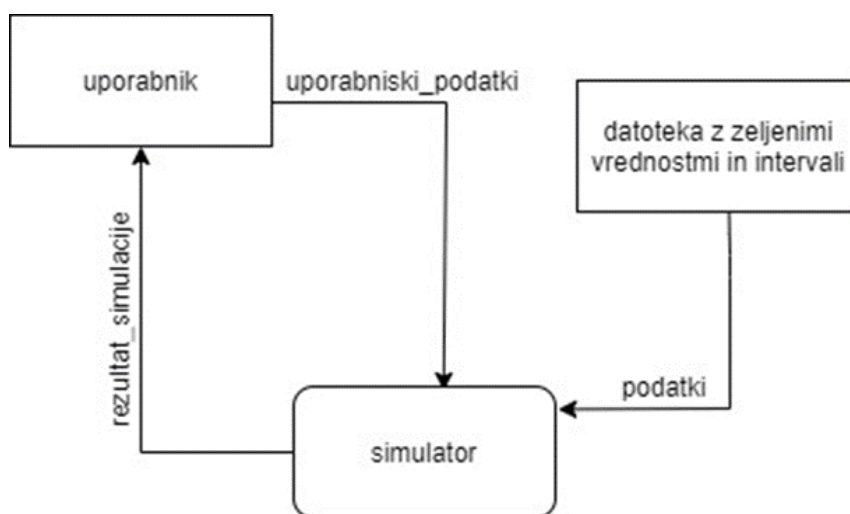 uporabnik
uporabniski_podatki
datoteka z zeljenimi
vrednostmi in intervali
rezultat_simulacije
podatki
simulator